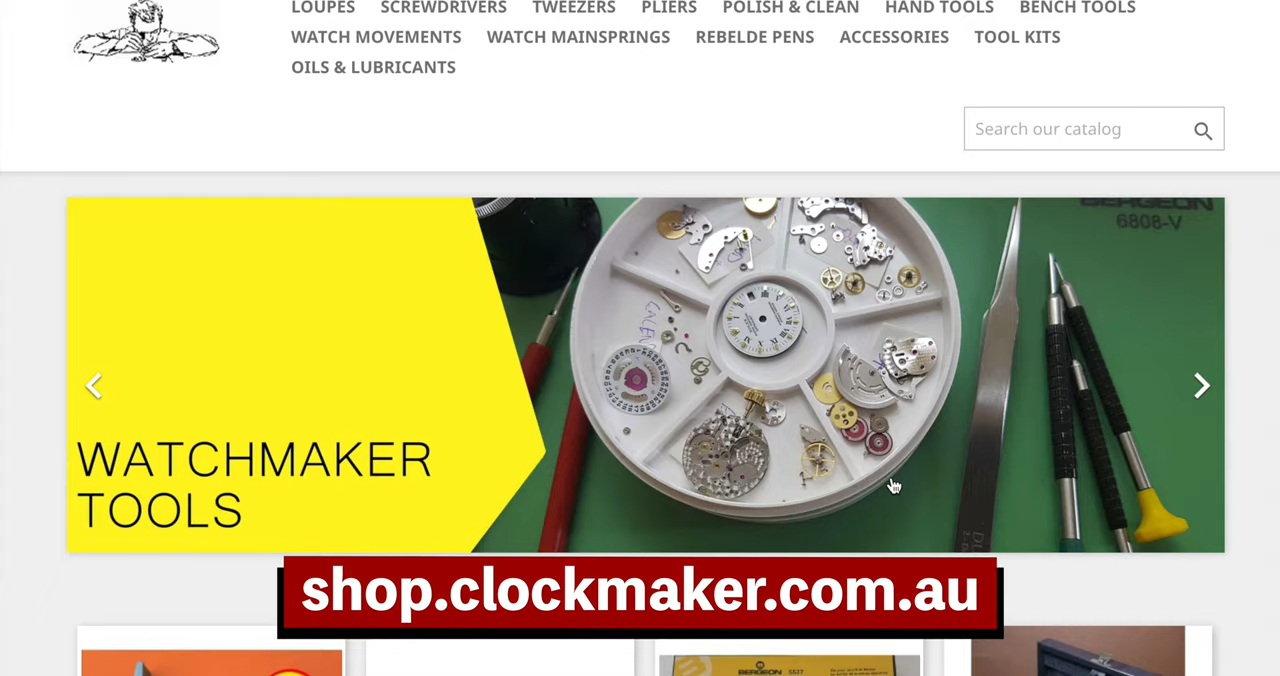 LOUPES SCREWDRIVERS TWEEZERS PLIERS POLISH & CLEAN HAND TOOLS BENCH TOOLS
WATCH MOVEMENTS WATCH MAINSPRINGS REBELDE PENS ACCESSORIES TOOL KITS
OILS & LUBRICANTS
Search our catalog
BERGEON
6808-V
WATCHMAKER
TOOLS
shop.clockmaker.com.au
BERGEON 5537